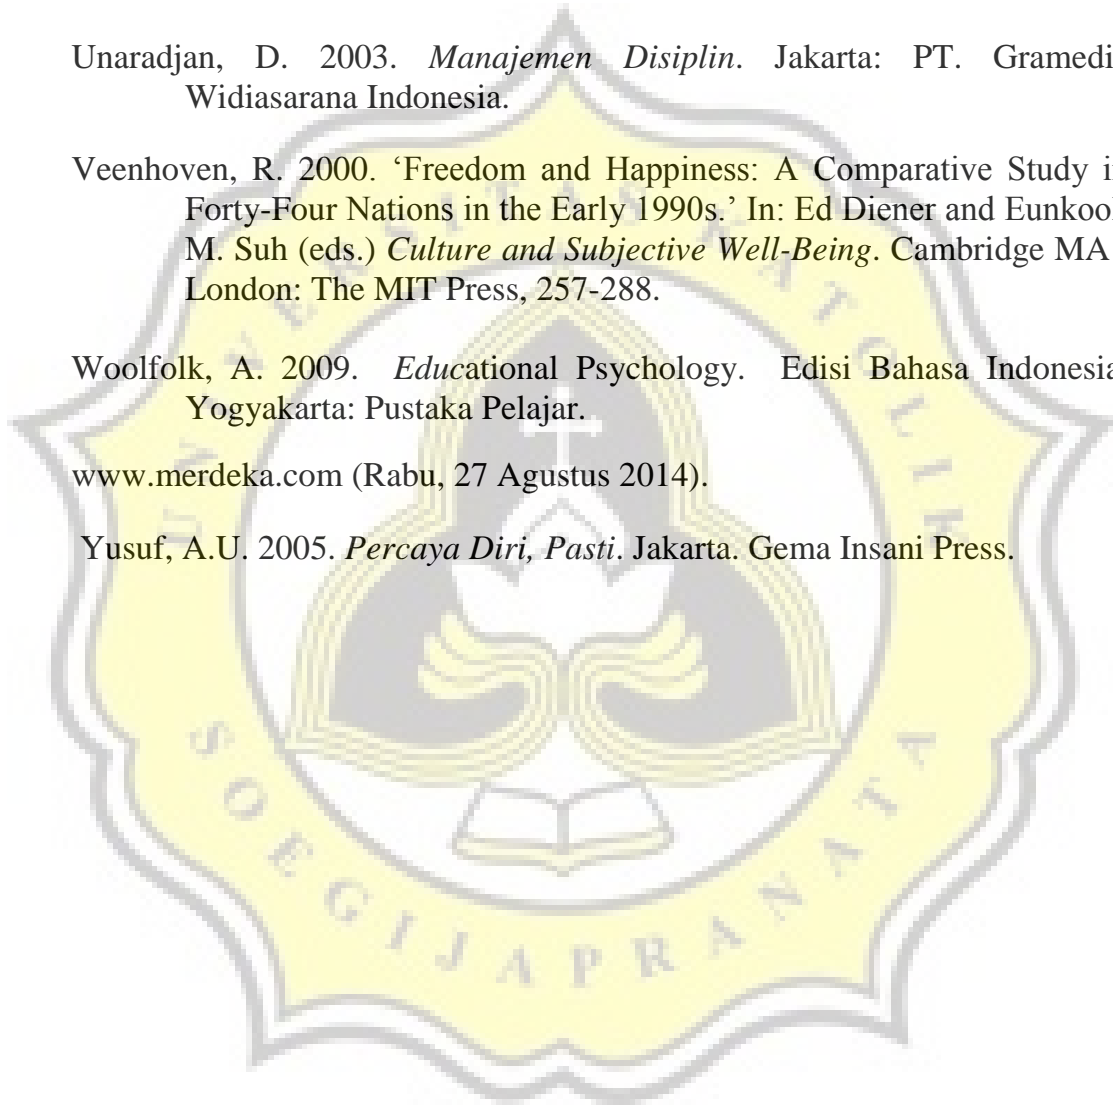 Unaradjan, D. 2003. Manajemen Disiplin. Jakarta: PT. Gramedi
Widiasarana Indonesia.
Veenhoven, R. 2000. ‘Freedom and Happiness: A Comparative Study i
Forty-Four Nations in the Early 1990s.’ In: Ed Diener and Eunkoo
M. Suh (eds.) Culture and Subjective Well-Being. Cambridge MA
London: The MIT Press, 257-288.
Woolfolk, A. 2009. Educational Psychology. Edisi Bahasa Indonesia
Yogyakarta: Pustaka Pelajar.
www.merdeka.com (Rabu, 27 Agustus 2014).
Yusuf, A.U. 2005. Percaya Diri, Pasti. Jakarta. Gema Insani Press.
UNIVERSITAS KATOLIK
SOEGIJAPRANATA